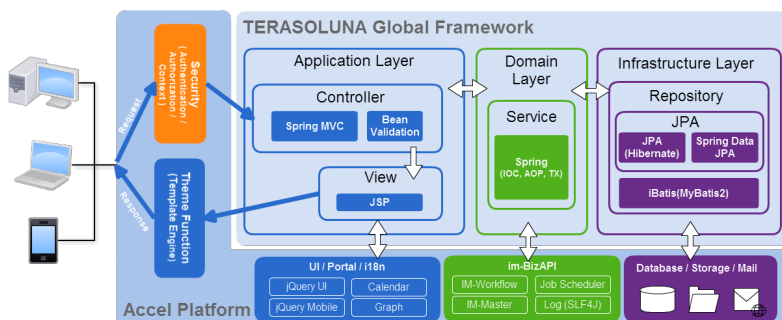 TERASOLUNA Global Framework
Request
Response
Security
( Authentication /
Authorization /
Context )
Theme Function
(Template Engine)
Application Layer
Controller
Spring MVC
Bean
Validation
View
JSP
Domain
Layer
Service
Spring
(IOC, AOP, TX)
Infrastructure Layer
Repository
JPA
JPA
(Hibernate)
Spring Data
JPA
iBatis(MyBatis2)
Accel Platform
UI / Portal / i18n
jQuery UI
Calendar
jQuery Mobile
Graph
im-BizAPI
IM-Workflow
Job Scheduler
IM-Master
Log (SLF4J)
Database / Storage / Mail